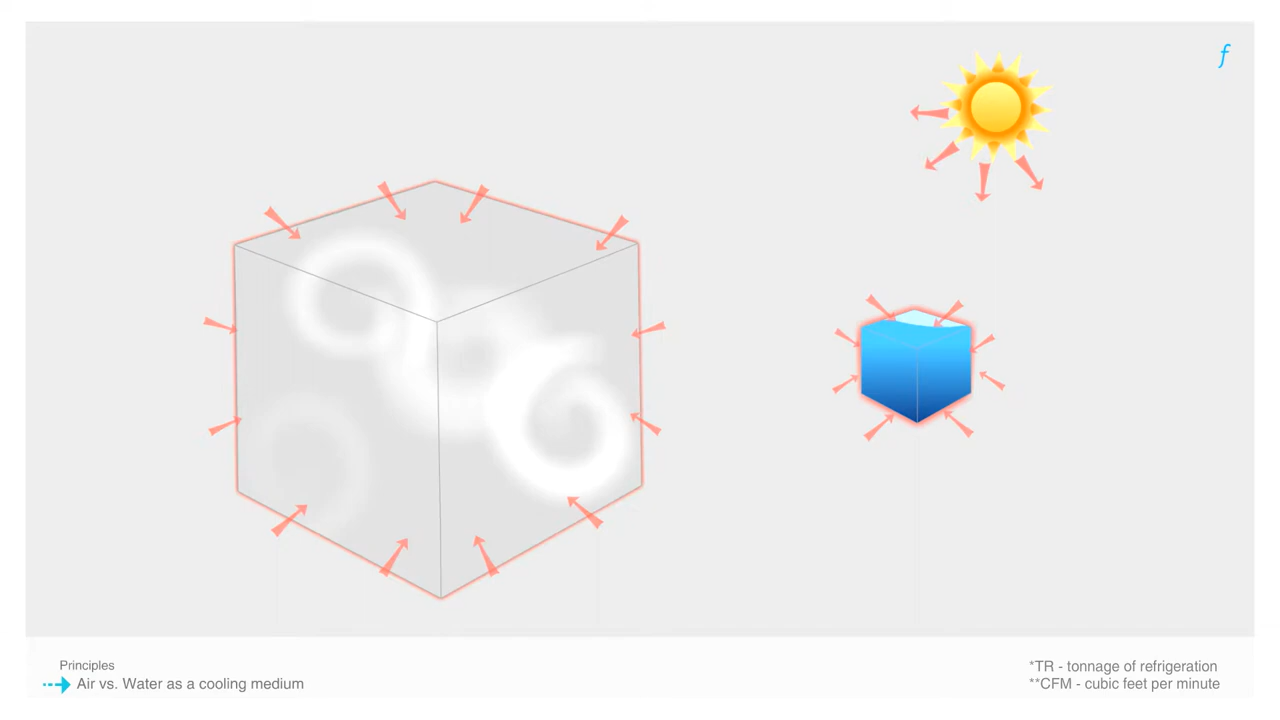 f
Principles
Air vs. Water as a cooling medium
*TR - tonnage of refrigeration
**CFM - cubic feet per minute